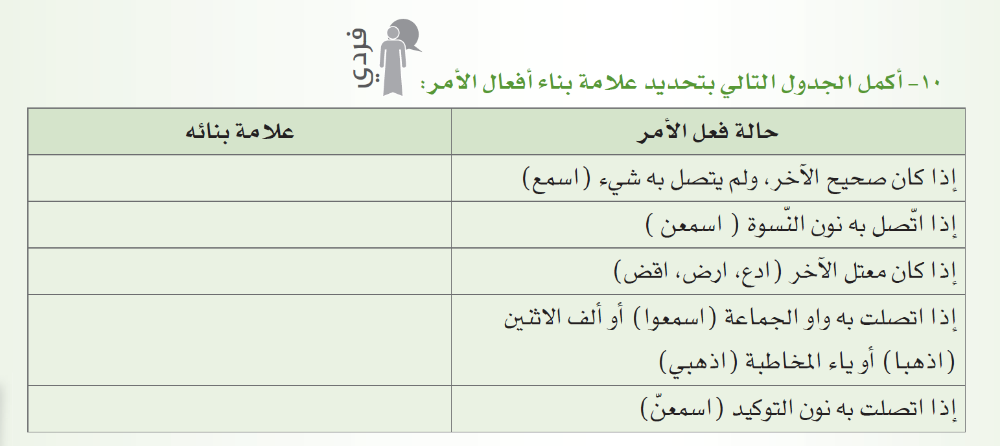 فردي
١٠- أكمل الجدول التالي بتحديد علامة بناء أفعال الأمر:
حالة فعل الأمر
علامة بنائه
إذا كان صحيح الآخر، ولم يتصل به شيء (اسمع)
إذا اتّصل به نون النّسوة ( اسمعن )
إذا كان معتل الآخر (ادع، ارض، اقض)
إذا اتصلت به واو الجماعة (اسمعوا) أو ألف الاثنين
(اذهبا) أو ياء المخاطبة (اذهبي)
إذا اتصلت به نون التوكيد (اسمعنّ)